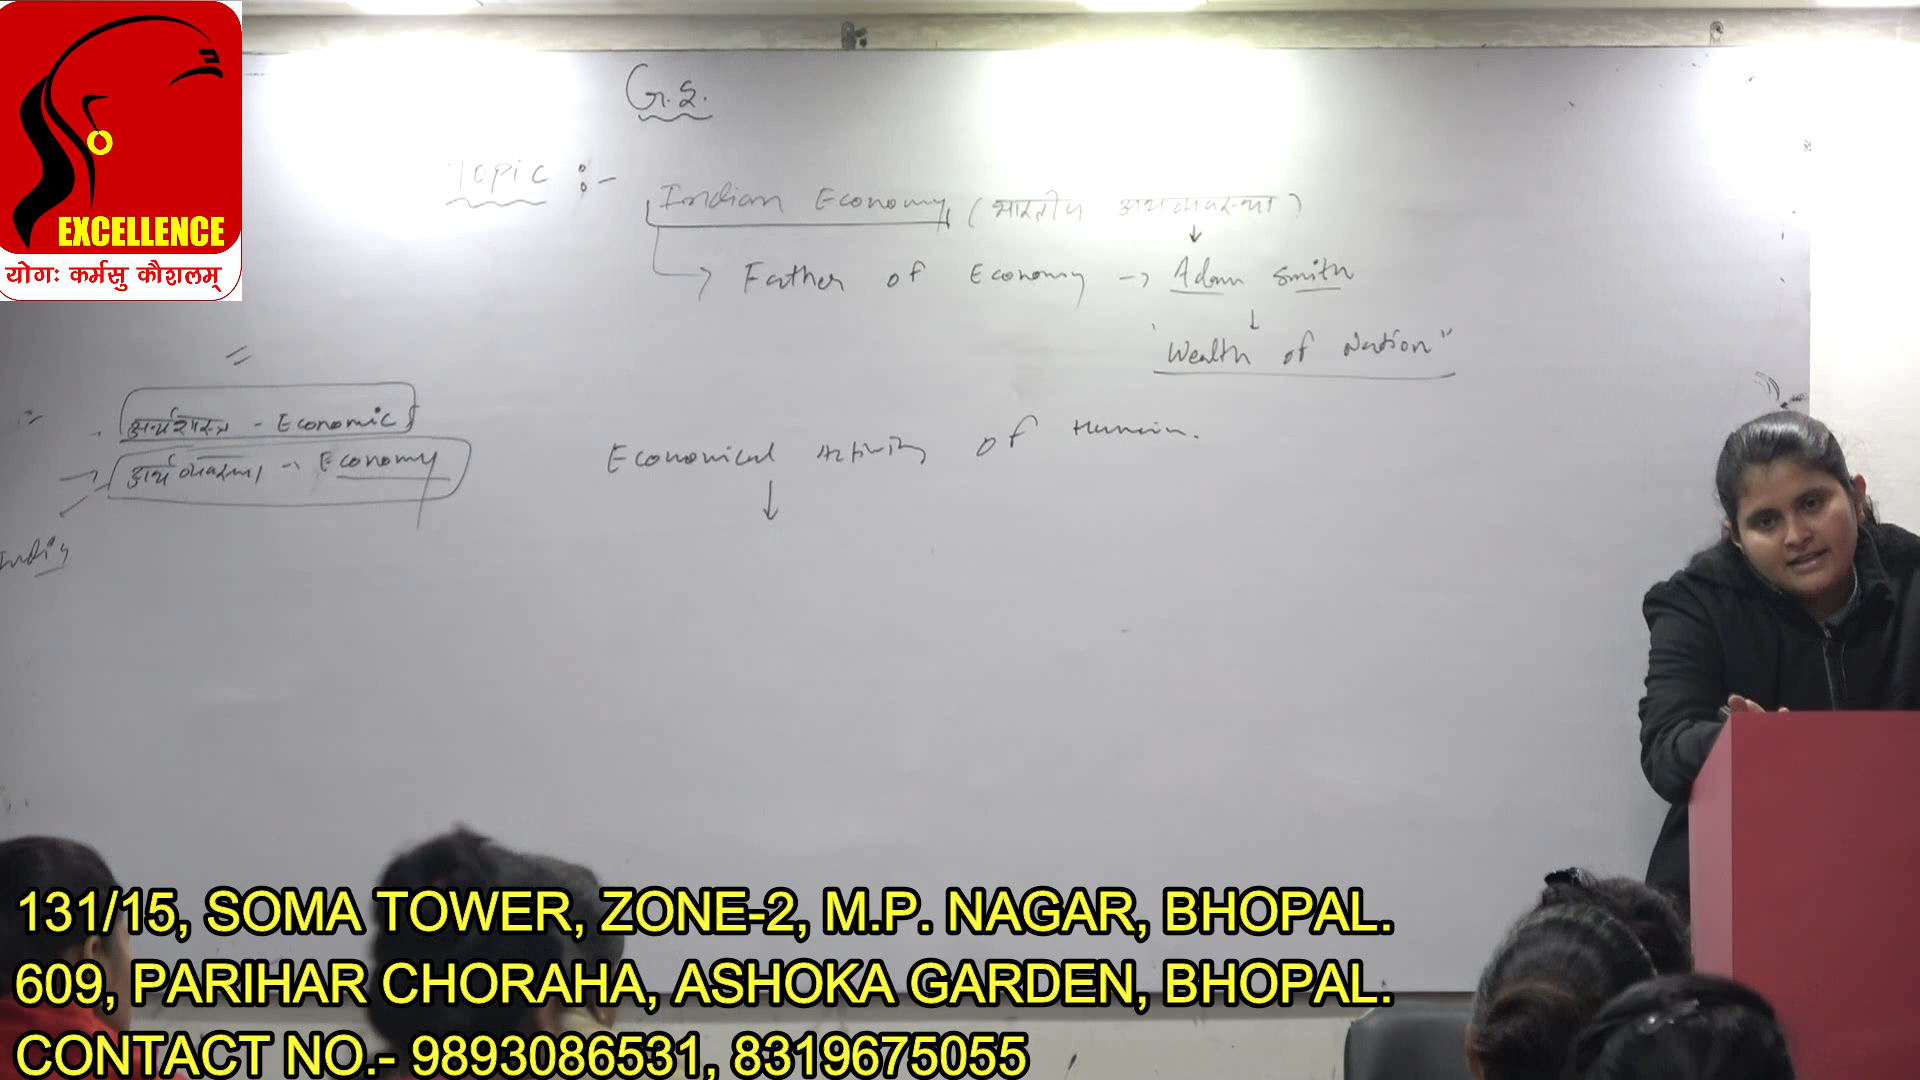 EXCELLENCE
योगः कर्मसु कौशलम्
G.S.
Topic :-
Indian Economy (भारतीय अर्थव्यवस्था)
↓
→ Father of Economy → Adam Smith
↓
"Wealth of Nation"
=
अर्थशास्त्र - Economics
→ अर्थव्यवस्था → Economy
India
Economical Activity of Human.
↓
131/15, SOMA TOWER, ZONE-2, M.P. NAGAR, BHOPAL.
609, PARIHAR CHORAHA, ASHOKA GARDEN, BHOPAL.
CONTACT NO.- 9893086531, 8319675055